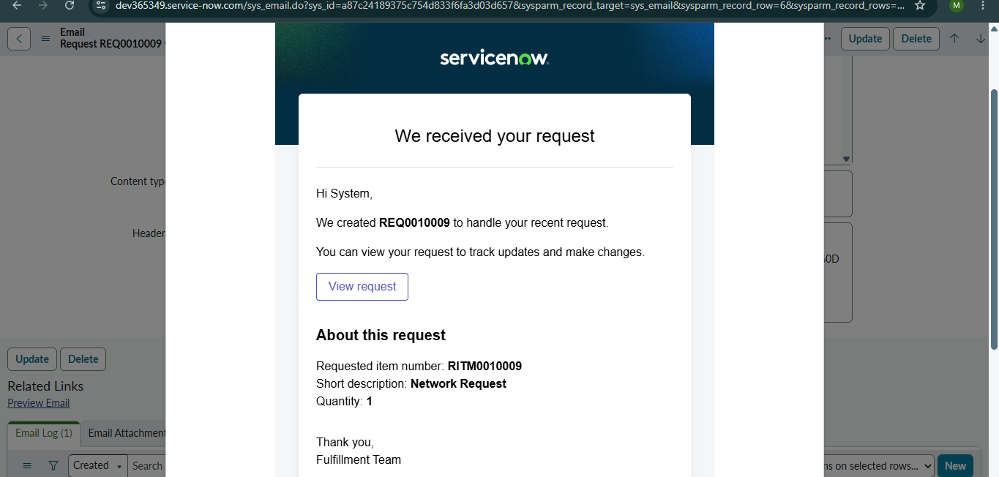 dev365349.service-now.com/sys_email.do?sys_id=a87c24189375c754d833f6fa3d03d657&sysparm_record_target=sys_email&sysparm_record_row=6&sysparm_record_rows=...
M
Email
Request REQ0010009
Update
Delete
servicenow
We received your request
Content type
Hi System,
Header
We created REQ0010009 to handle your recent request.
You can view your request to track updates and make changes.
0D
View request
About this request
Update
Delete
Requested item number: RITM0010009
Short description: Network Request
Quantity: 1
Related Links
Preview Email
Email Log (1)
Email Attachment
Thank you,
Fulfillment Team
Created
Search
ns on selected rows...
New